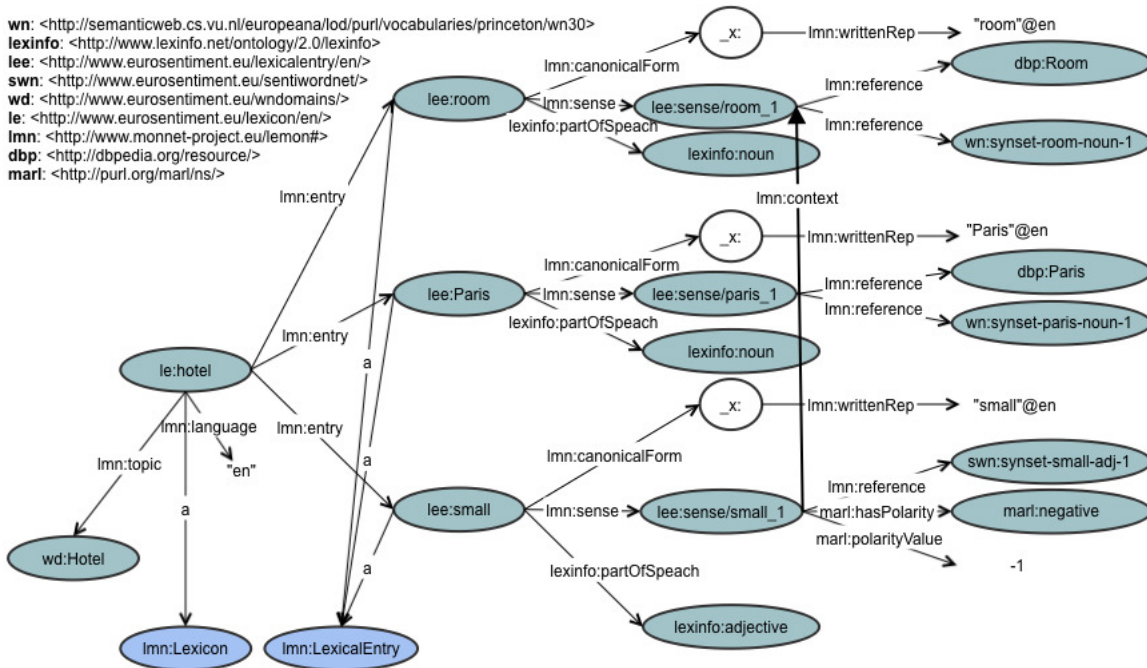 wn: <http://semanticweb.cs.vu.nl/europeana/lod/purl/vocabularies/princeton/wn30>
lexinfo: <http://www.lexinfo.net/ontology/2.0/lexinfo>
lee: <http://www.eurosentiment.eu/lexicalentry/en/>
swn: <http://www.eurosentiment.eu/sentiwordnet/>
wd: <http://www.eurosentiment.eu/wndomains/>
le: <http://www.eurosentiment.eu/lexicon/en/>
lmn: <http://www.monnet-project.eu/lemon#>
dbp: <http://dbpedia.org/resource/>
marl: <http://purl.org/marl/ns/>
_x:
lmn:writtenRep
"room"@en
lmn:canonicalForm
dbp:Room
lmn:reference
lee:room
lmn:sense
lee:sense/room_1
lexinfo:partOfSpeach
lmn:reference
wn:synset-room-noun-1
lexinfo:noun
lmn:entry
lmn:context
_x:
lmn:writtenRep
"Paris"@en
lmn:canonicalForm
dbp:Paris
lmn:reference
lee:Paris
lmn:sense
lee:sense/paris_1
lmn:reference
wn:synset-paris-noun-1
lexinfo:partOfSpeach
lexinfo:noun
lmn:entry
a
le:hotel
_x:
lmn:writtenRep
"small"@en
lmn:language
lmn:entry
lmn:topic
"en"
a
lmn:canonicalForm
swn:synset-small-adj-1
lmn:reference
a
lee:small
lmn:sense
lee:sense/small_1
marl:hasPolarity
marl:negative
marl:polarityValue
-1
wd:Hotel
a
lexinfo:partOfSpeach
lexinfo:adjective
lmn:Lexicon
lmn:LexicalEntry